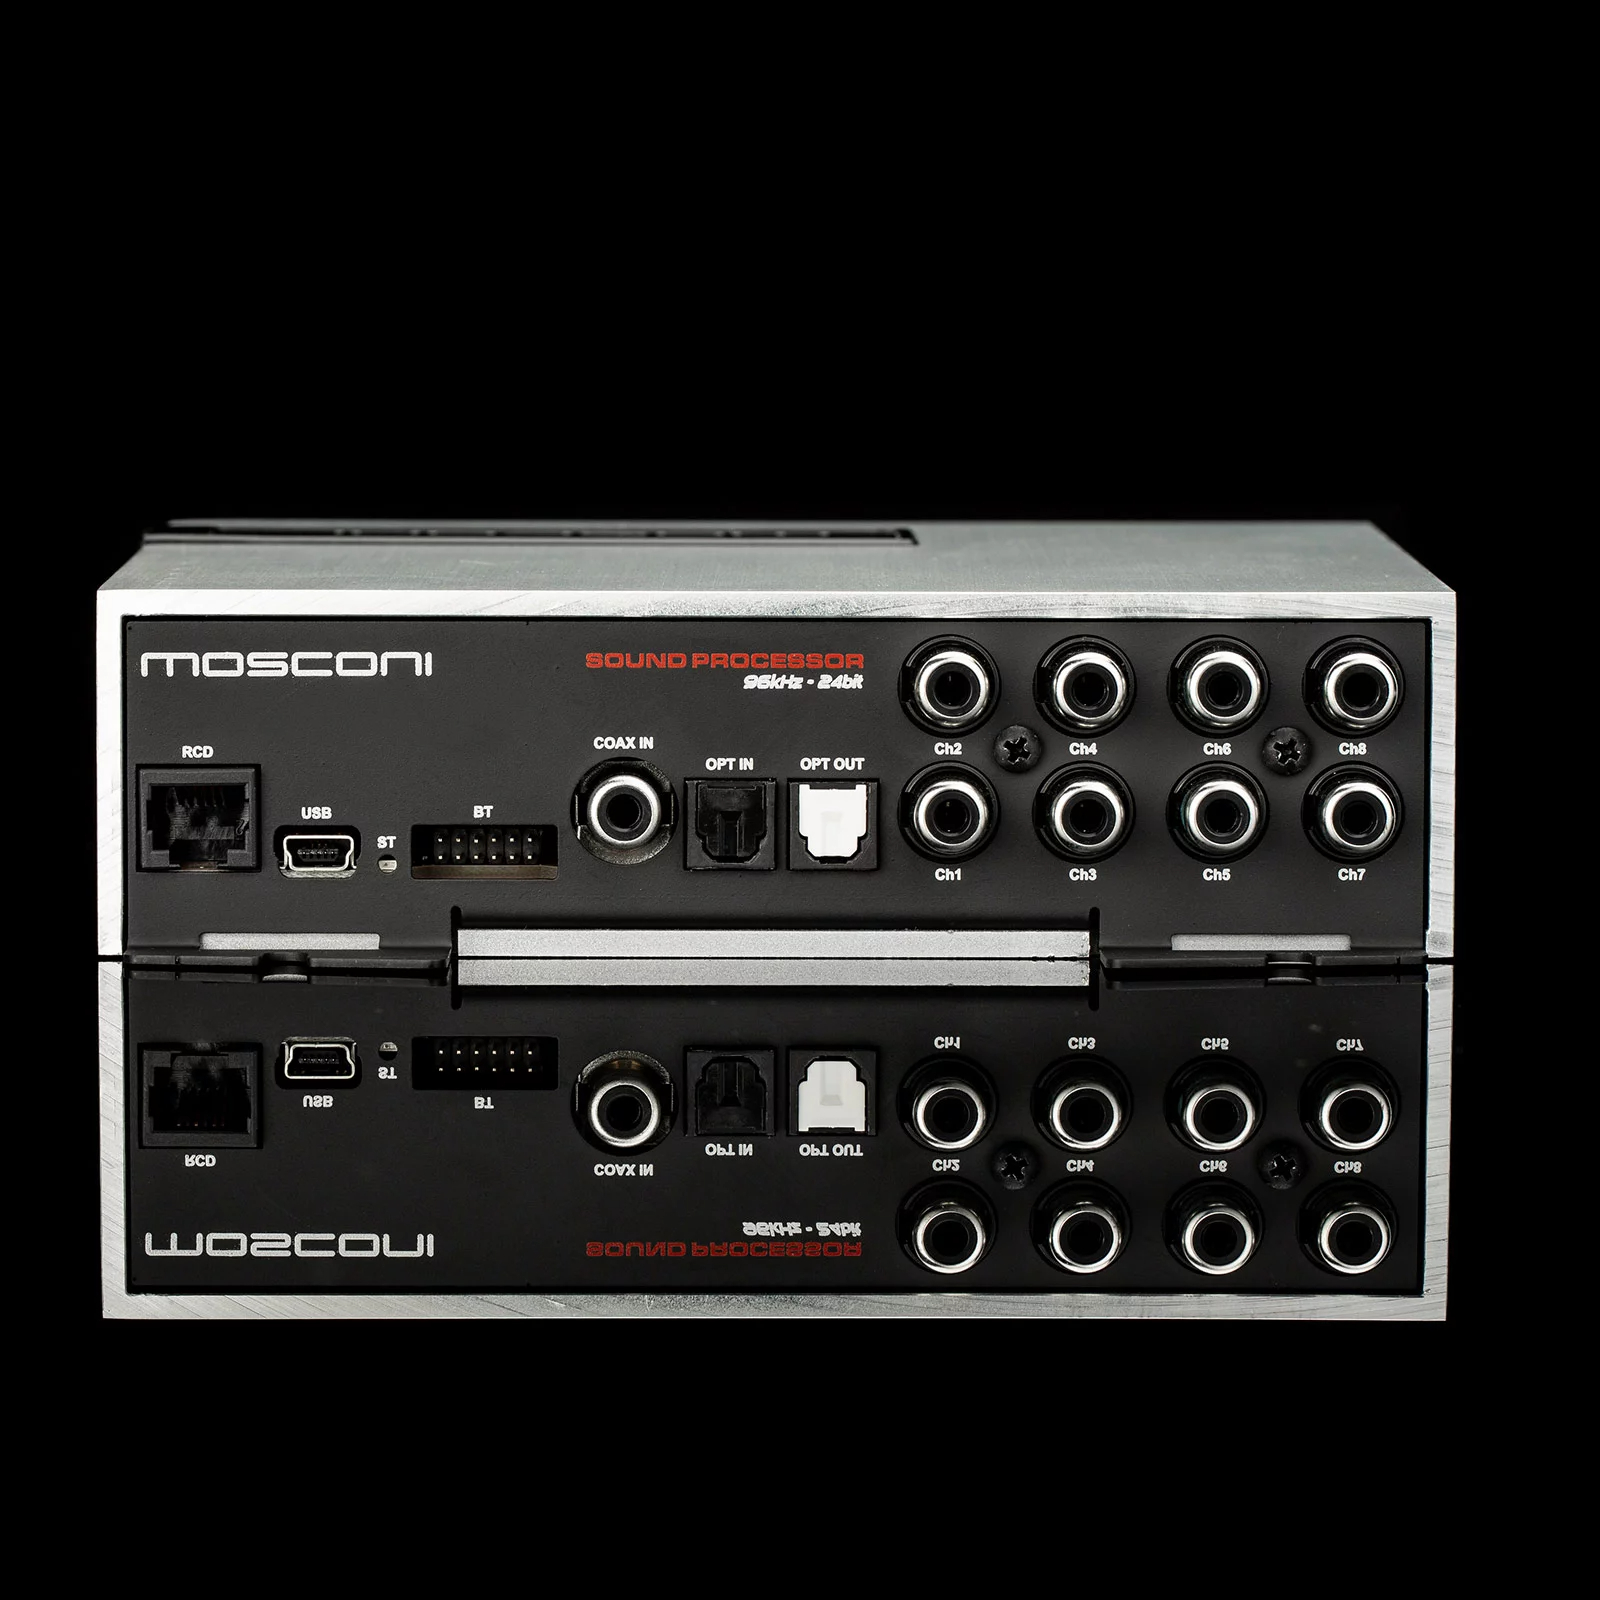 mosconi
SOUND PROCESSOR
96kHz - 24bit
RCD
USB
ST
BT
COAX IN
OPT IN
OPT OUT
Ch2
Ch4
Ch6
Ch8
Ch1
Ch3
Ch5
Ch7